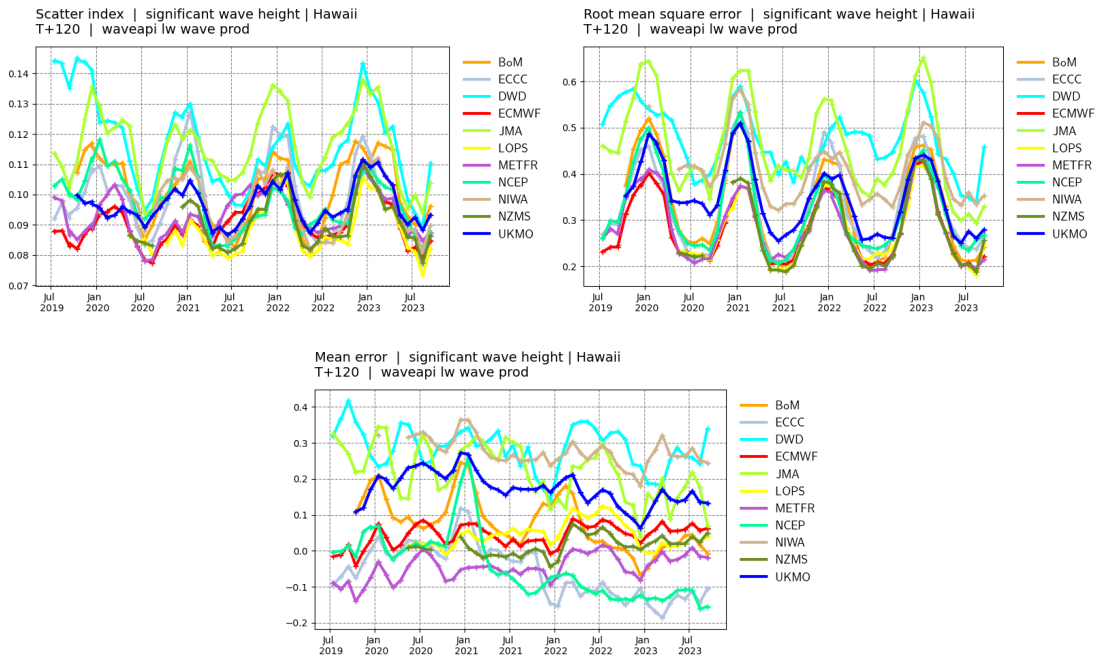 Scatter index | significant wave height | Hawaii
T+120 | waveapi lw wave prod
0.14
0.13
0.12
0.11
0.10
0.09
0.08
0.07
Jul Jan Jul Jan Jul Jan Jul Jan Jul
2019 2020 2020 2021 2021 2022 2022 2023 2023
BoM
ECCC
DWD
ECMWF
JMA
LOPS
METFR
NCEP
NIWA
NZMS
UKMO
Root mean square error | significant wave height | Hawaii
T+120 | waveapi lw wave prod
0.6
0.5
0.4
0.3
0.2
Jul Jan Jul Jan Jul Jan Jul Jan Jul
2019 2020 2020 2021 2021 2022 2022 2023 2023
BoM
ECCC
DWD
ECMWF
JMA
LOPS
METFR
NCEP
NIWA
NZMS
UKMO
Mean error | significant wave height | Hawaii
T+120 | waveapi lw wave prod
0.4
0.3
0.2
0.1
0.0
−0.1
−0.2
Jul Jan Jul Jan Jul Jan Jul Jan Jul
2019 2020 2020 2021 2021 2022 2022 2023 2023
BoM
ECCC
DWD
ECMWF
JMA
LOPS
METFR
NCEP
NIWA
NZMS
UKMO